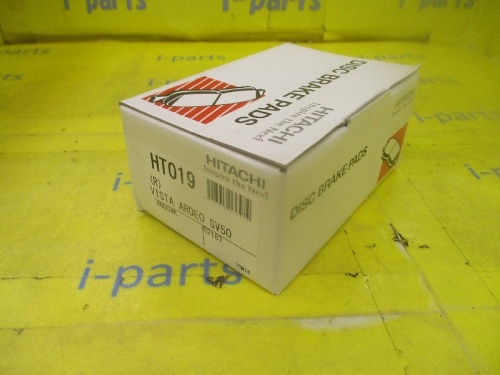 i-parts
i-parts
DISC BRAKE PADS
HITACHI
Inspire the Next
HT019
HITACHI
Inspire the Next
(R)
VISTA ARDEO SV50
DISC BRAKE PADS
i-parts
i-parts